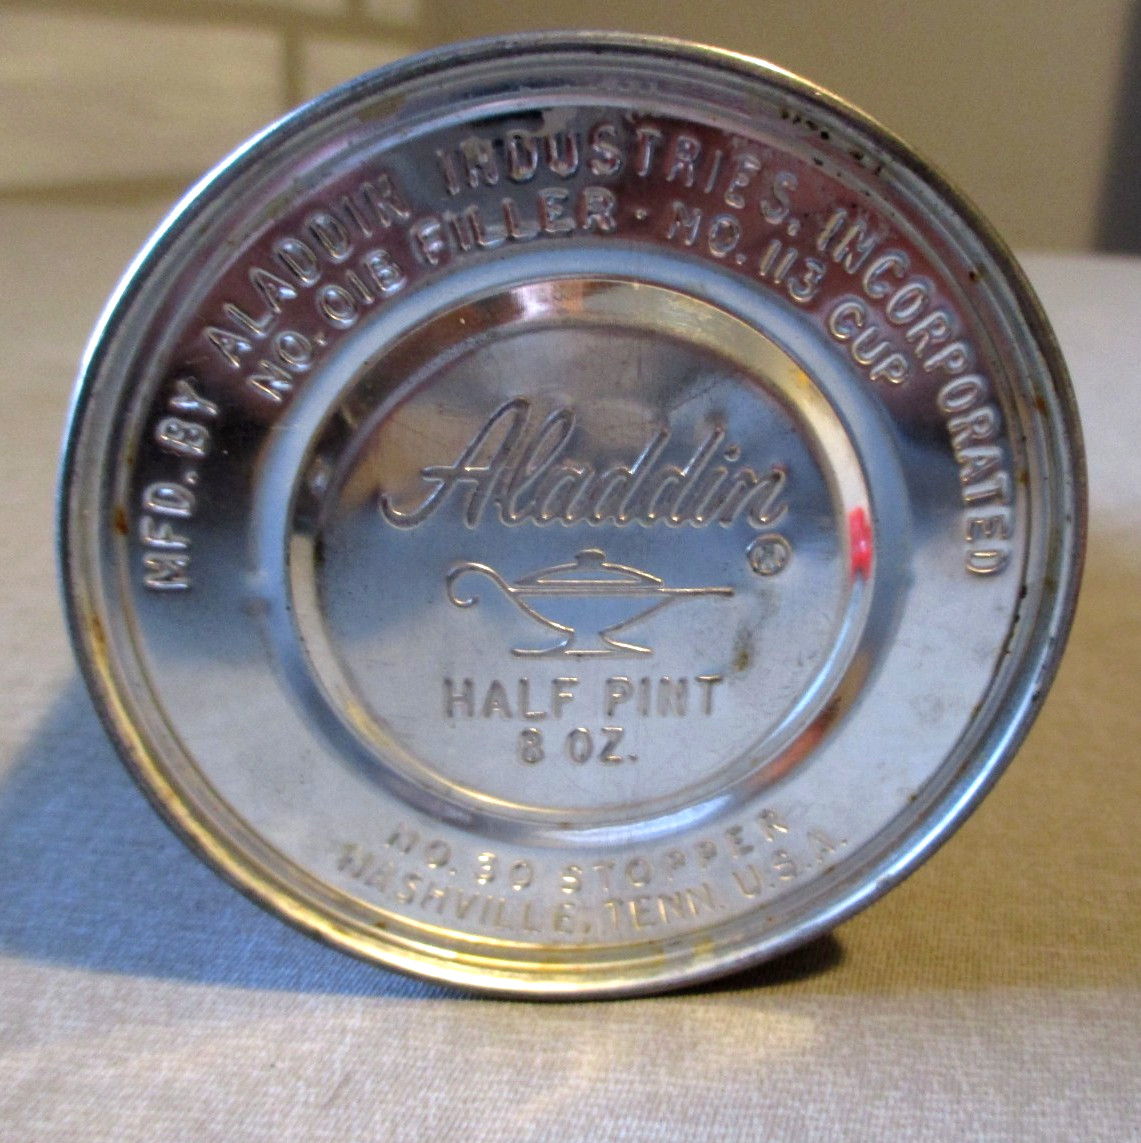 MFD. BY ALADDIN INDUSTRIES, INCORPORATED
NO. 01B FILLER · NO. 113 CUP
Aladdin
®
HALF PINT
8 OZ.
NO. 30 STOPPER
NASHVILLE, TENN. U.S.A.